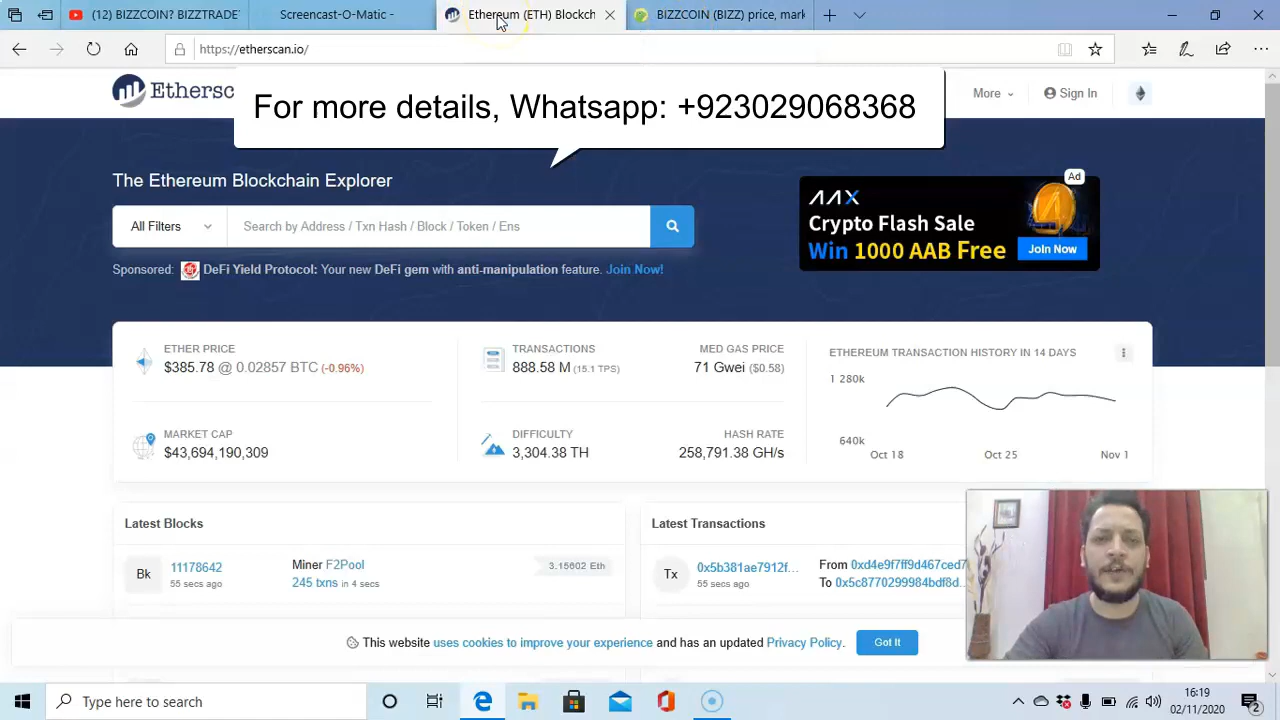 (12) BIZZCOIN? BIZZTRADE
Screencast-O-Matic
Ethereum (ETH) Blockch
BIZZCOIN (BIZZ) price, mark
https://etherscan.io/
Ethersc
More
Sign In
For more details, Whatsapp: +923029068368
The Ethereum Blockchain Explorer
All Filters
Search by Address / Txn Hash / Block / Token / Ens
Sponsored: DeFi Yield Protocol: Your new DeFi gem with anti-manipulation feature. Join Now!
Ad
AAX
Crypto Flash Sale
Win 1000 AAB Free
Join Now
ETHER PRICE
$385.78 @ 0.02857 BTC (-0.96%)
MARKET CAP
$43,694,190,309
TRANSACTIONS
888.58 M (15.1 TPS)
MED GAS PRICE
71 Gwei ($0.58)
DIFFICULTY
3,304.38 TH
HASH RATE
258,791.38 GH/s
ETHEREUM TRANSACTION HISTORY IN 14 DAYS
1 280k
640k
Oct 18
Oct 25
Nov 1
Latest Blocks
Bk
11178642
55 secs ago
Miner F2Pool
245 txns in 4 secs
3.15602 Eth
Latest Transactions
Tx
0x5b381ae7912f...
55 secs ago
From 0xd4e9f7ff9d467ced7
To 0x5c8770299984bdf8d...
This website uses cookies to improve your experience and has an updated Privacy Policy.
Got It
Type here to search
16:19
02/11/2020
2